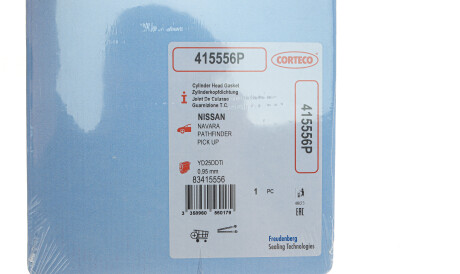 415556P
CORTECO
Cylinder Head Gasket
Zylinderkopfdichtung
Joint De Culasse
Guarnizione T.C.
NISSAN
NAVARA
PATHFINDER
PICK UP
YD25DDTI
0,95 mm
83415556
1 PC
415556P
EAC
Freudenberg
Sealing Technologies